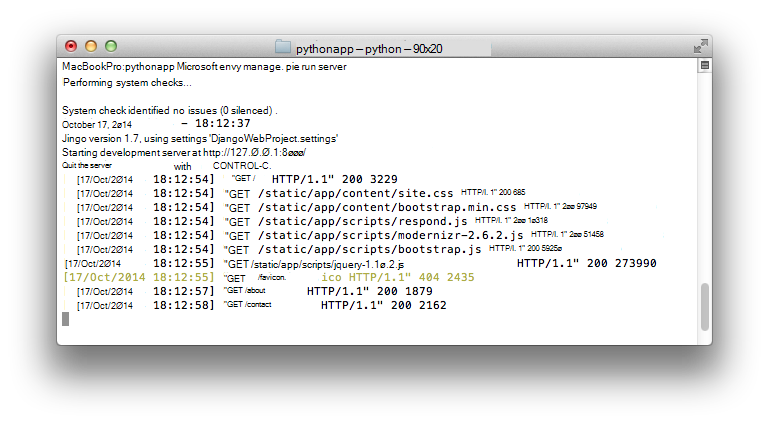 pythonapp – python – 90x20
MacBookPro:pythonapp Microsoft envy manage. pie run server
Performing system checks...
System check identified no issues (0 silenced) .
October 17, 2ø14 – 18:12:37
Jingo version 1.7, using settings 'DjangoWebProject.settings'
Starting development server at http://127.Ø.Ø.1:8øøø/
Quit the server with CONTROL-C.
[17/Oct/2Ø14 18:12:54] "GET / HTTP/1.1" 200 3229
[17/Oct/2Ø14 18:12:54] "GET /static/app/content/site.css HTTP/l. 1" 200 685
[17/Oct/2Ø14 18:12:54] "GET /static/app/content/bootstrap.min.css HTTP/l. 1" 2øø 97949
[17/Oct/2Ø14 18:12:54] "GET /static/app/scripts/respond.js HTTP/l. 1" 2øø 1ø318
[17/Oct/2Ø14 18:12:54] "GET /static/app/scripts/modernizr-2.6.2.js HTTP/l. 1" 2øø 51458
[17/Oct/2Ø14 18:12:54] "GET /static/app/scripts/bootstrap.js HTTP/l. 1" 200 5925ø
[17/Oct/2Ø14 18:12:55] "GET /static/app/scripts/jquery-1.1ø.2.js HTTP/1.1" 200 273990
[17/Oct/2014 18:12:55] "GET /favicon. ico HTTP/1.1" 404 2435
[17/Oct/2Ø14 18:12:57] "GET /about HTTP/1.1" 200 1879
[17/Oct/2Ø14 18:12:58] "GET /contact HTTP/1.1" 200 2162